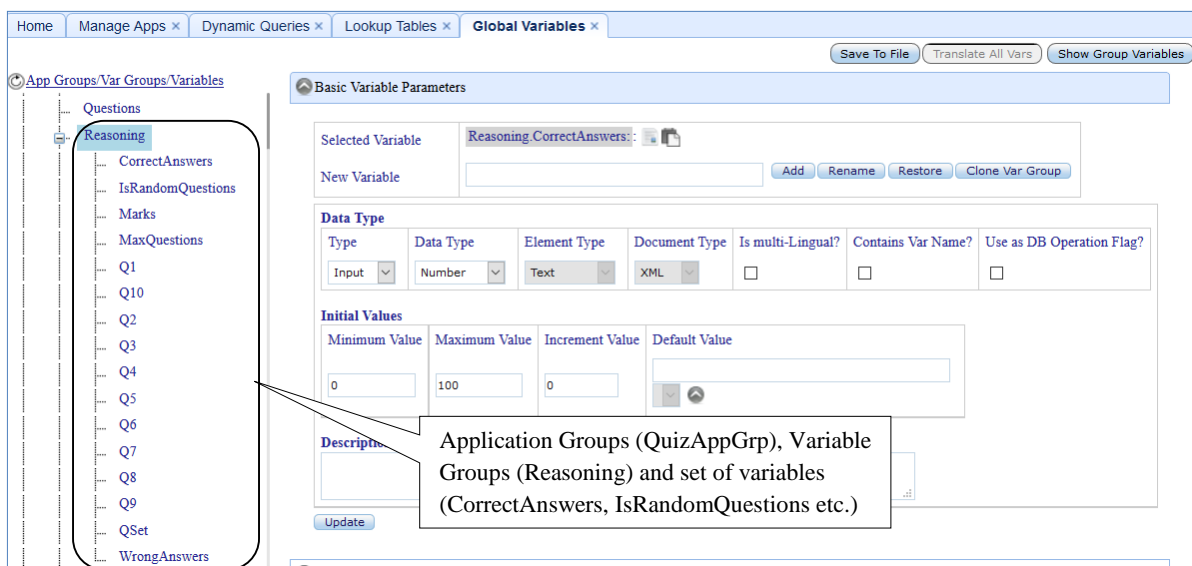 Home Manage Apps × Dynamic Queries × Lookup Tables × Global Variables ×
Save To File Translate All Vars Show Group Variables
App Groups/Var Groups/Variables
Questions
Reasoning
CorrectAnswers
IsRandomQuestions
Marks
MaxQuestions
Q1
Q10
Q2
Q3
Q4
Q5
Q6
Q7
Q8
Q9
QSet
WrongAnswers
Basic Variable Parameters
Selected Variable Reasoning.CorrectAnswers::
New Variable Add Rename Restore Clone Var Group
Data Type
Type Data Type Element Type Document Type Is multi-Lingual? Contains Var Name? Use as DB Operation Flag?
Input Number Text XML
Initial Values
Minimum Value Maximum Value Increment Value Default Value
0 100 0
Application Groups (QuizAppGrp), Variable
Groups (Reasoning) and set of variables
(CorrectAnswers, IsRandomQuestions etc.)
Update